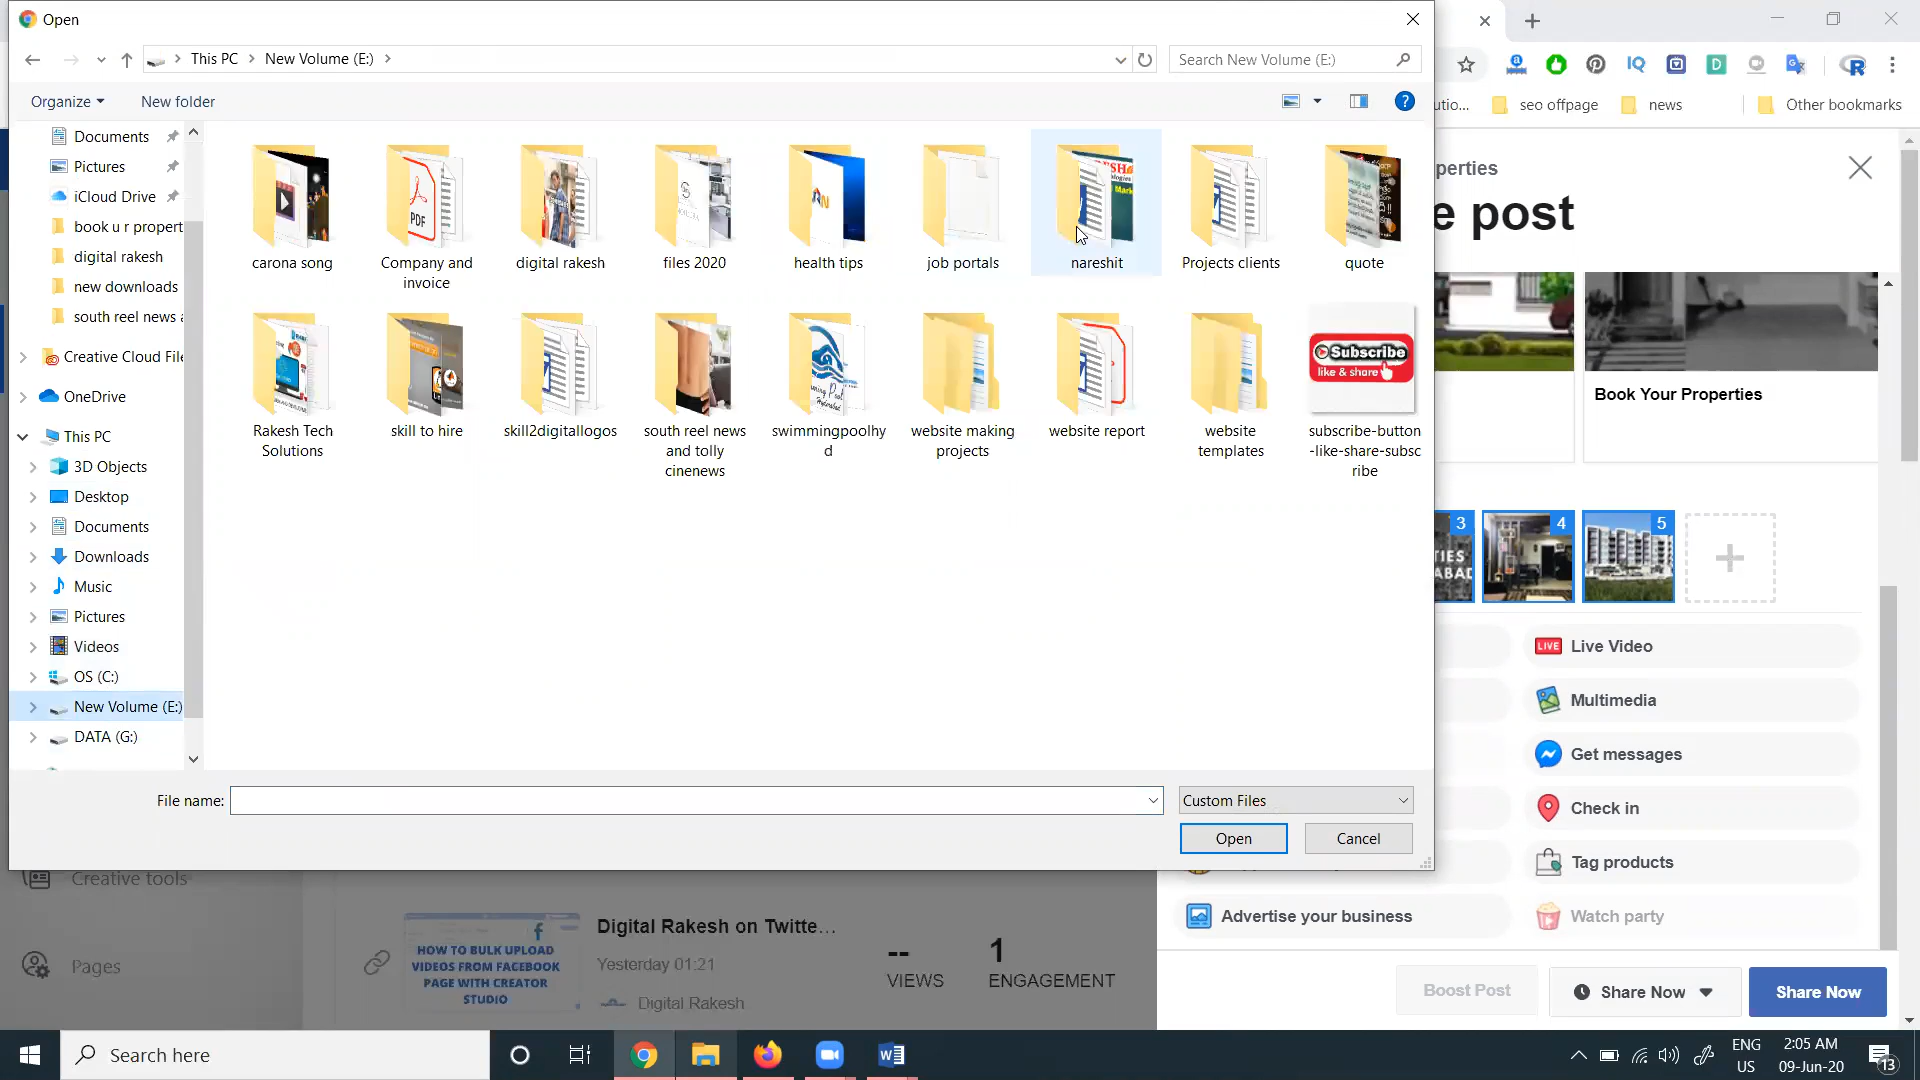 Open
This PC > New Volume (E:) >
Search New Volume (E:)
Organize
New folder
Documents
Pictures
iCloud Drive
book u r propert
digital rakesh
new downloads
south reel news a
Creative Cloud File
OneDrive
This PC
3D Objects
Desktop
Documents
Downloads
Music
Pictures
Videos
OS (C:)
New Volume (E:)
DATA (G:)
carona song
Company and
invoice
digital rakesh
files 2020
health tips
job portals
nareshit
Projects clients
quote
Rakesh Tech
Solutions
skill to hire
skill2digitallogos
south reel news
and tolly
cinenews
swimmingpoolhy
d
website making
projects
website report
website
templates
Subscribe
like & share
subscribe-button
-like-share-subsc
ribe
File name:
Custom Files
Open
Cancel
seo offpage
news
Other bookmarks
perties
e post
Book Your Properties
3
4
5
LIVE Live Video
Multimedia
Get messages
Check in
Tag products
Advertise your business
Watch party
Boost Post
Share Now
Share Now
Creative tools
Pages
HOW TO BULK UPLOAD
VIDEOS FROM FACEBOOK
PAGE WITH CREATOR
STUDIO
Digital Rakesh on Twitte...
Yesterday 01:21
Digital Rakesh
--
VIEWS
1
ENGAGEMENT
Search here
ENG
US
2:05 AM
09-Jun-20
13